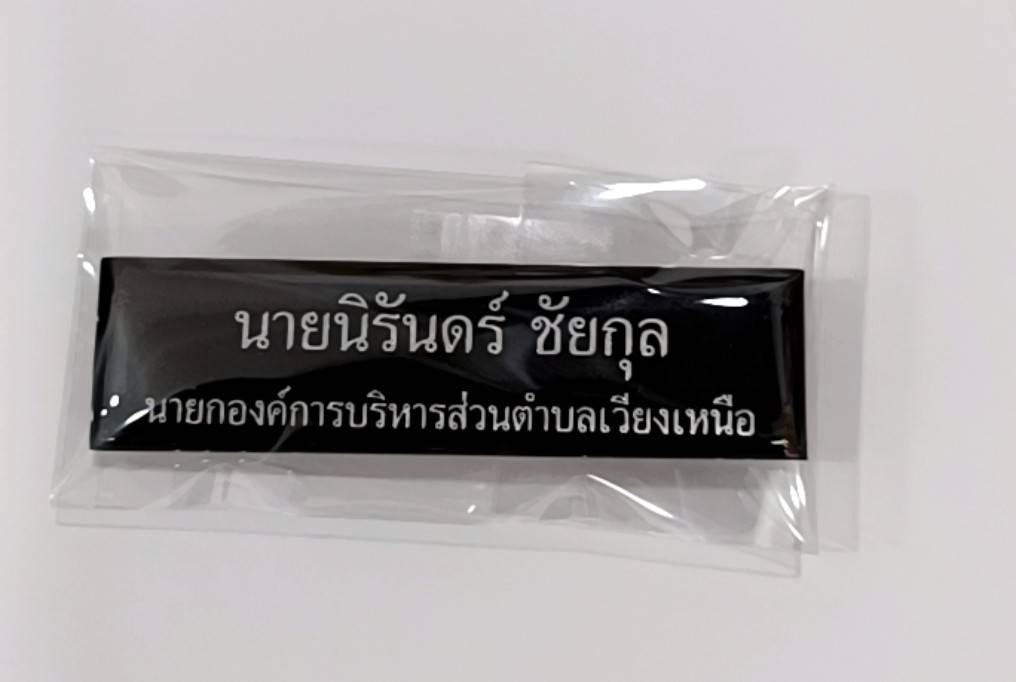 นายนิรันดร์ ชัยกุล
นายกองค์การบริหารส่วนตำบลเวียงเหนือ